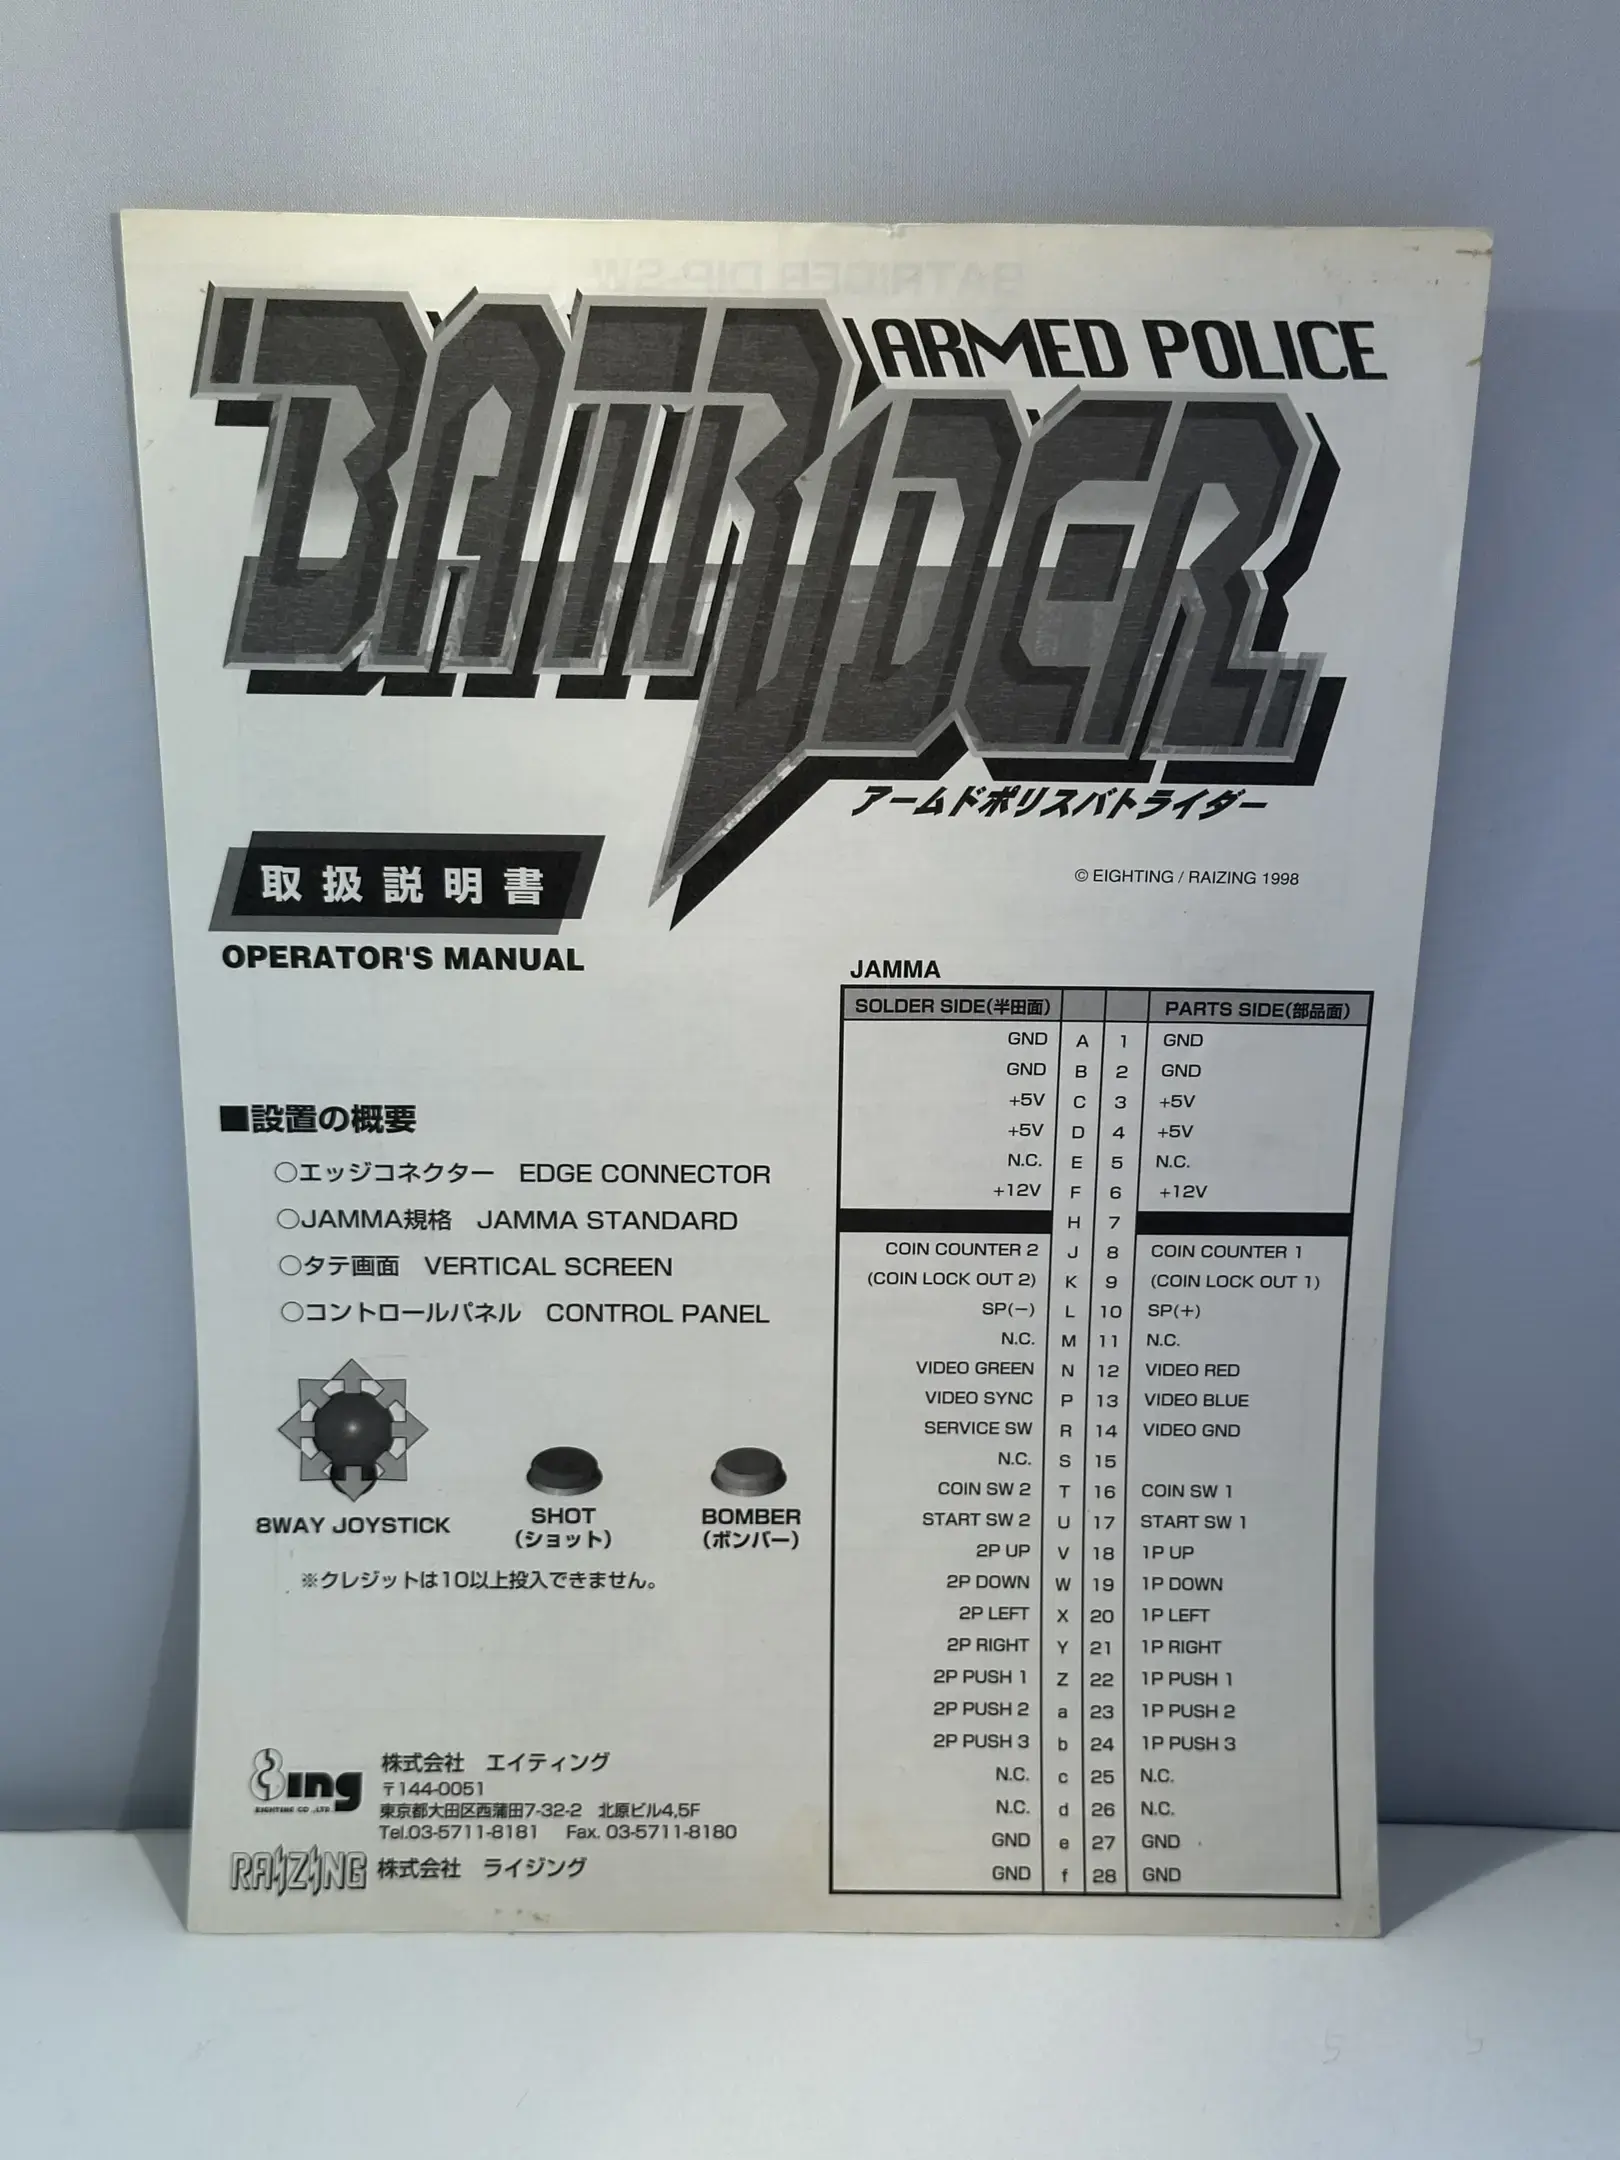 BATRIDER DIP-SW
ARMED POLICE
BATRIDER
アームドポリスバトライダー
© EIGHTING / RAIZING 1998
取扱説明書
OPERATOR'S MANUAL
■設置の概要
○エッジコネクター EDGE CONNECTOR
○JAMMA規格 JAMMA STANDARD
○タテ画面 VERTICAL SCREEN
○コントロールパネル CONTROL PANEL
8WAY JOYSTICK
SHOT
(ショット)
BOMBER
(ボンバー)
※クレジットは10以上投入できません。
8ing
EIGHTING CO.,LTD.
株式会社 エイティング
〒144-0051
東京都大田区西蒲田7-32-2 北原ビル4,5F
Tel.03-5711-8181 Fax. 03-5711-8180
RAIZING 株式会社 ライジング
JAMMA
SOLDER SIDE(半田面) PARTS SIDE(部品面)
GND A 1 GND
GND B 2 GND
+5V C 3 +5V
+5V D 4 +5V
N.C. E 5 N.C.
+12V F 6 +12V
H 7
COIN COUNTER 2 J 8 COIN COUNTER 1
(COIN LOCK OUT 2) K 9 (COIN LOCK OUT 1)
SP(−) L 10 SP(+)
N.C. M 11 N.C.
VIDEO GREEN N 12 VIDEO RED
VIDEO SYNC P 13 VIDEO BLUE
SERVICE SW R 14 VIDEO GND
N.C. S 15
COIN SW 2 T 16 COIN SW 1
START SW 2 U 17 START SW 1
2P UP V 18 1P UP
2P DOWN W 19 1P DOWN
2P LEFT X 20 1P LEFT
2P RIGHT Y 21 1P RIGHT
2P PUSH 1 Z 22 1P PUSH 1
2P PUSH 2 a 23 1P PUSH 2
2P PUSH 3 b 24 1P PUSH 3
N.C. c 25 N.C.
N.C. d 26 N.C.
GND e 27 GND
GND f 28 GND